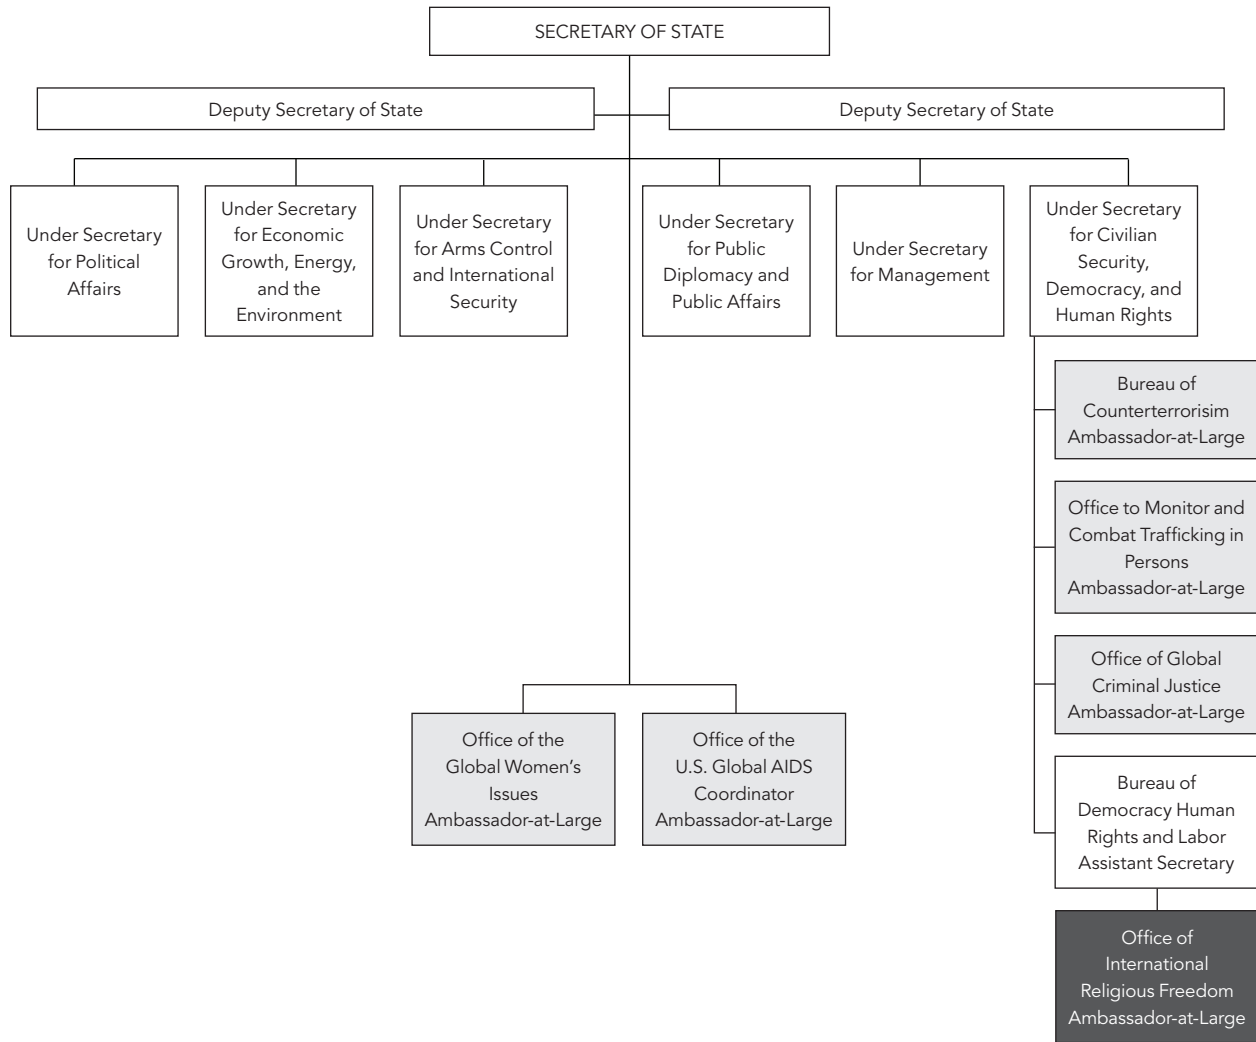 SECRETARY OF STATE
Deputy Secretary of State
Deputy Secretary of State
Under Secretary
for Political
Affairs
Under Secretary
for Economic
Growth, Energy,
and the
Environment
Under Secretary
for Arms Control
and International
Security
Under Secretary
for Public
Diplomacy and
Public Affairs
Under Secretary
for Management
Under Secretary
for Civilian
Security,
Democracy, and
Human Rights
Bureau of
Counterterrorisim
Ambassador-at-Large
Office to Monitor and
Combat Trafficking in
Persons
Ambassador-at-Large
Office of Global
Criminal Justice
Ambassador-at-Large
Office of the
Global Women's
Issues
Ambassador-at-Large
Office of the
U.S. Global AIDS
Coordinator
Ambassador-at-Large
Bureau of
Democracy Human
Rights and Labor
Assistant Secretary
Office of
International
Religious Freedom
Ambassador-at-Large